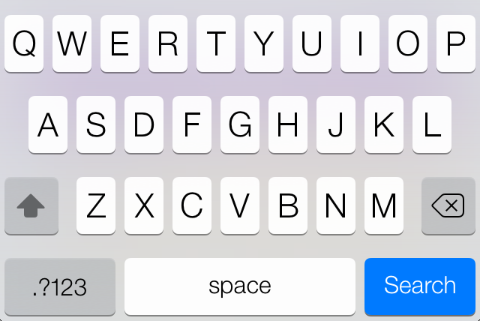 Q W E R T Y U I O P
A S D F G H J K L
Z X C V B N M
.?123 space Search